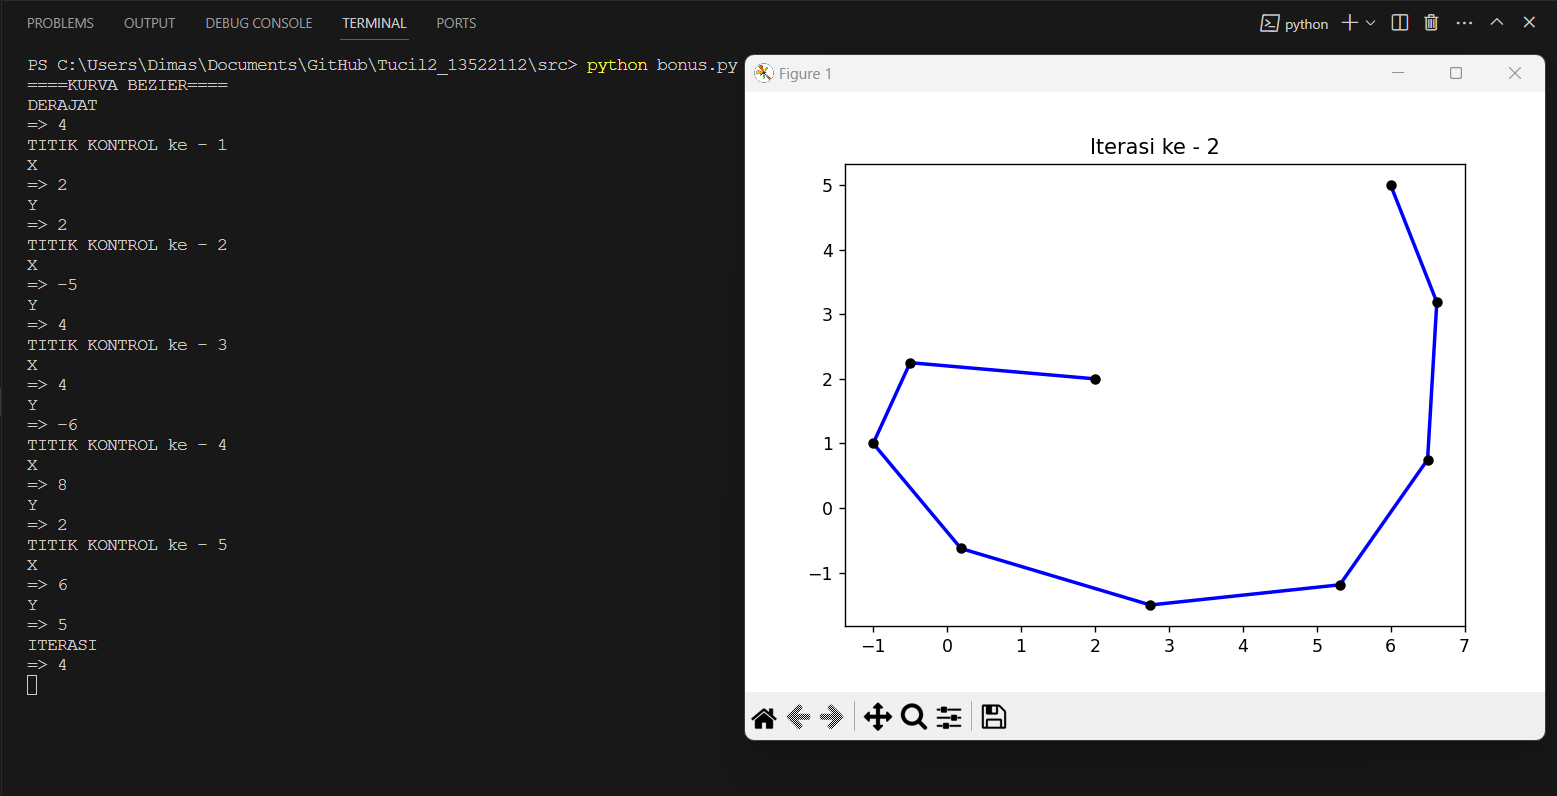 PROBLEMS OUTPUT DEBUG CONSOLE TERMINAL PORTS python
PS C:\Users\Dimas\Documents\GitHub\Tucil2_13522112\src> python bonus.py
====KURVA BEZIER====
DERAJAT
=> 4
TITIK KONTROL ke - 1
X
=> 2
Y
=> 2
TITIK KONTROL ke - 2
X
=> -5
Y
=> 4
TITIK KONTROL ke - 3
X
=> 4
Y
=> -6
TITIK KONTROL ke - 4
X
=> 8
Y
=> 2
TITIK KONTROL ke - 5
X
=> 6
Y
=> 5
ITERASI
=> 4
Figure 1
Iterasi ke - 2
5
4
3
2
1
0
−1
−1 0 1 2 3 4 5 6 7